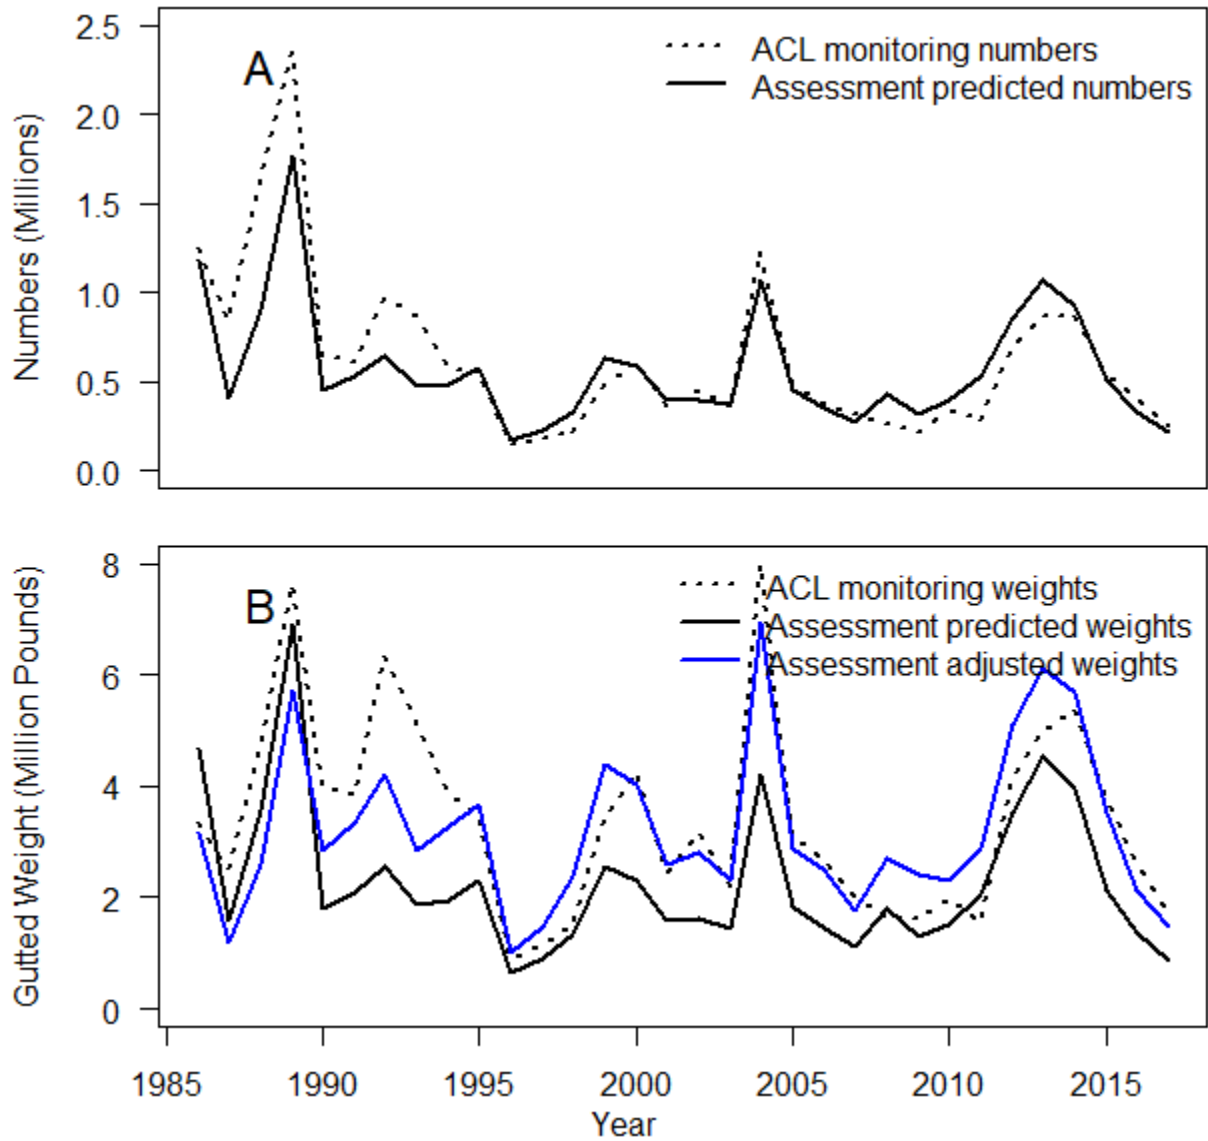 2.5
2.0
1.5
1.0
0.5
0.0
Numbers (Millions)
A
ACL monitoring numbers
Assessment predicted numbers
8
6
4
2
0
Gutted Weight (Million Pounds)
B
ACL monitoring weights
Assessment predicted weights
Assessment adjusted weights
1985 1990 1995 2000 2005 2010 2015
Year